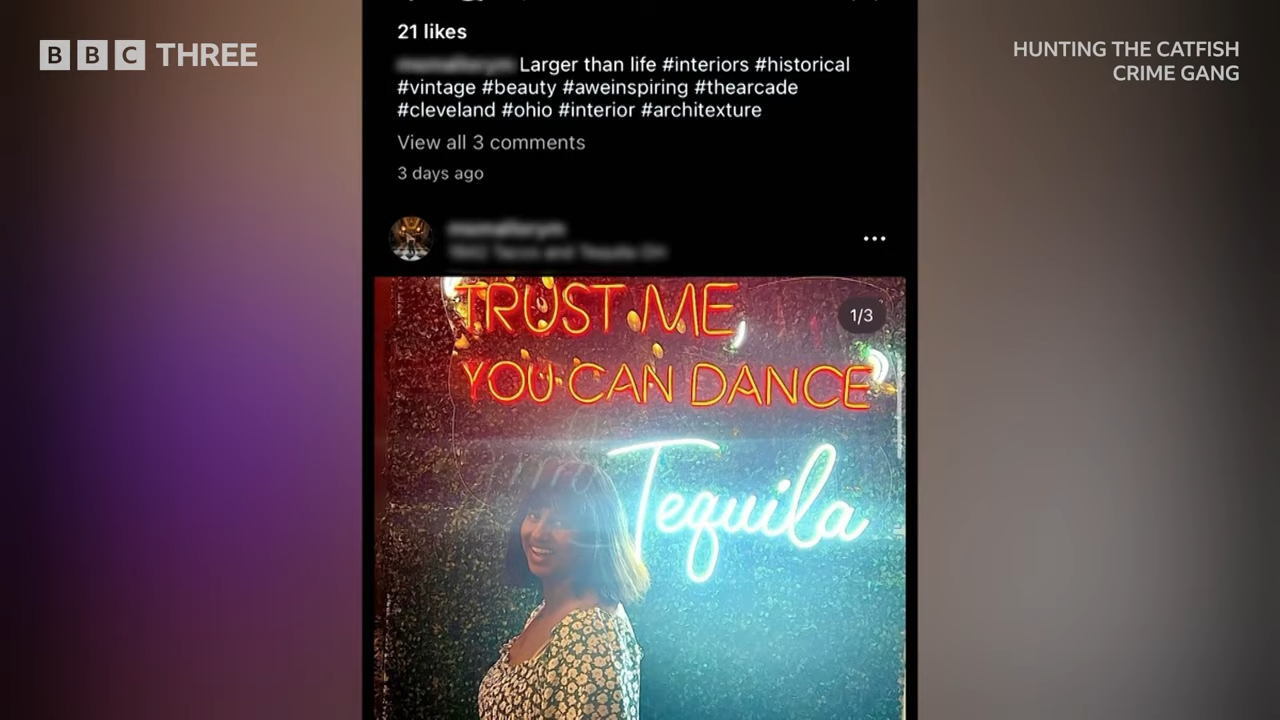 BBC THREE
HUNTING THE CATFISH
CRIME GANG
21 likes
Larger than life #interiors #historical
#vintage #beauty #aweinspiring #thearcade
#cleveland #ohio #interior #architexture
View all 3 comments
3 days ago
1/3
TRUST ME,
YOU CAN DANCE
Tequila